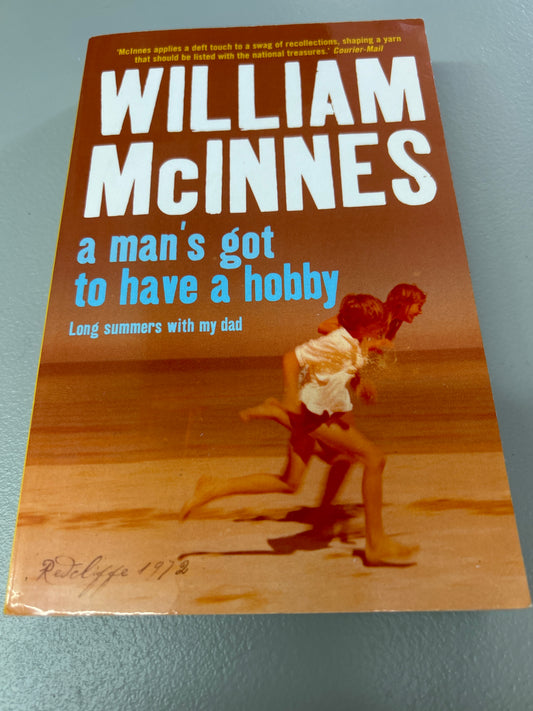 'McInnes applies a deft touch to a swag of recollections, shaping a yarn
that should be listed with the national treasures.' Courier-Mail
WILLIAM
McINNES
a man's got
to have a hobby
Long summers with my dad
Redcliffe 1972